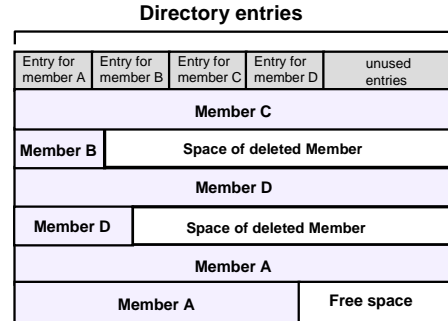 Directory entries
Entry for member A
Entry for member B
Entry for member C
Entry for member D
unused entries
Member C
Member B
Space of deleted Member
Member D
Member D
Space of deleted Member
Member A
Member A
Free space